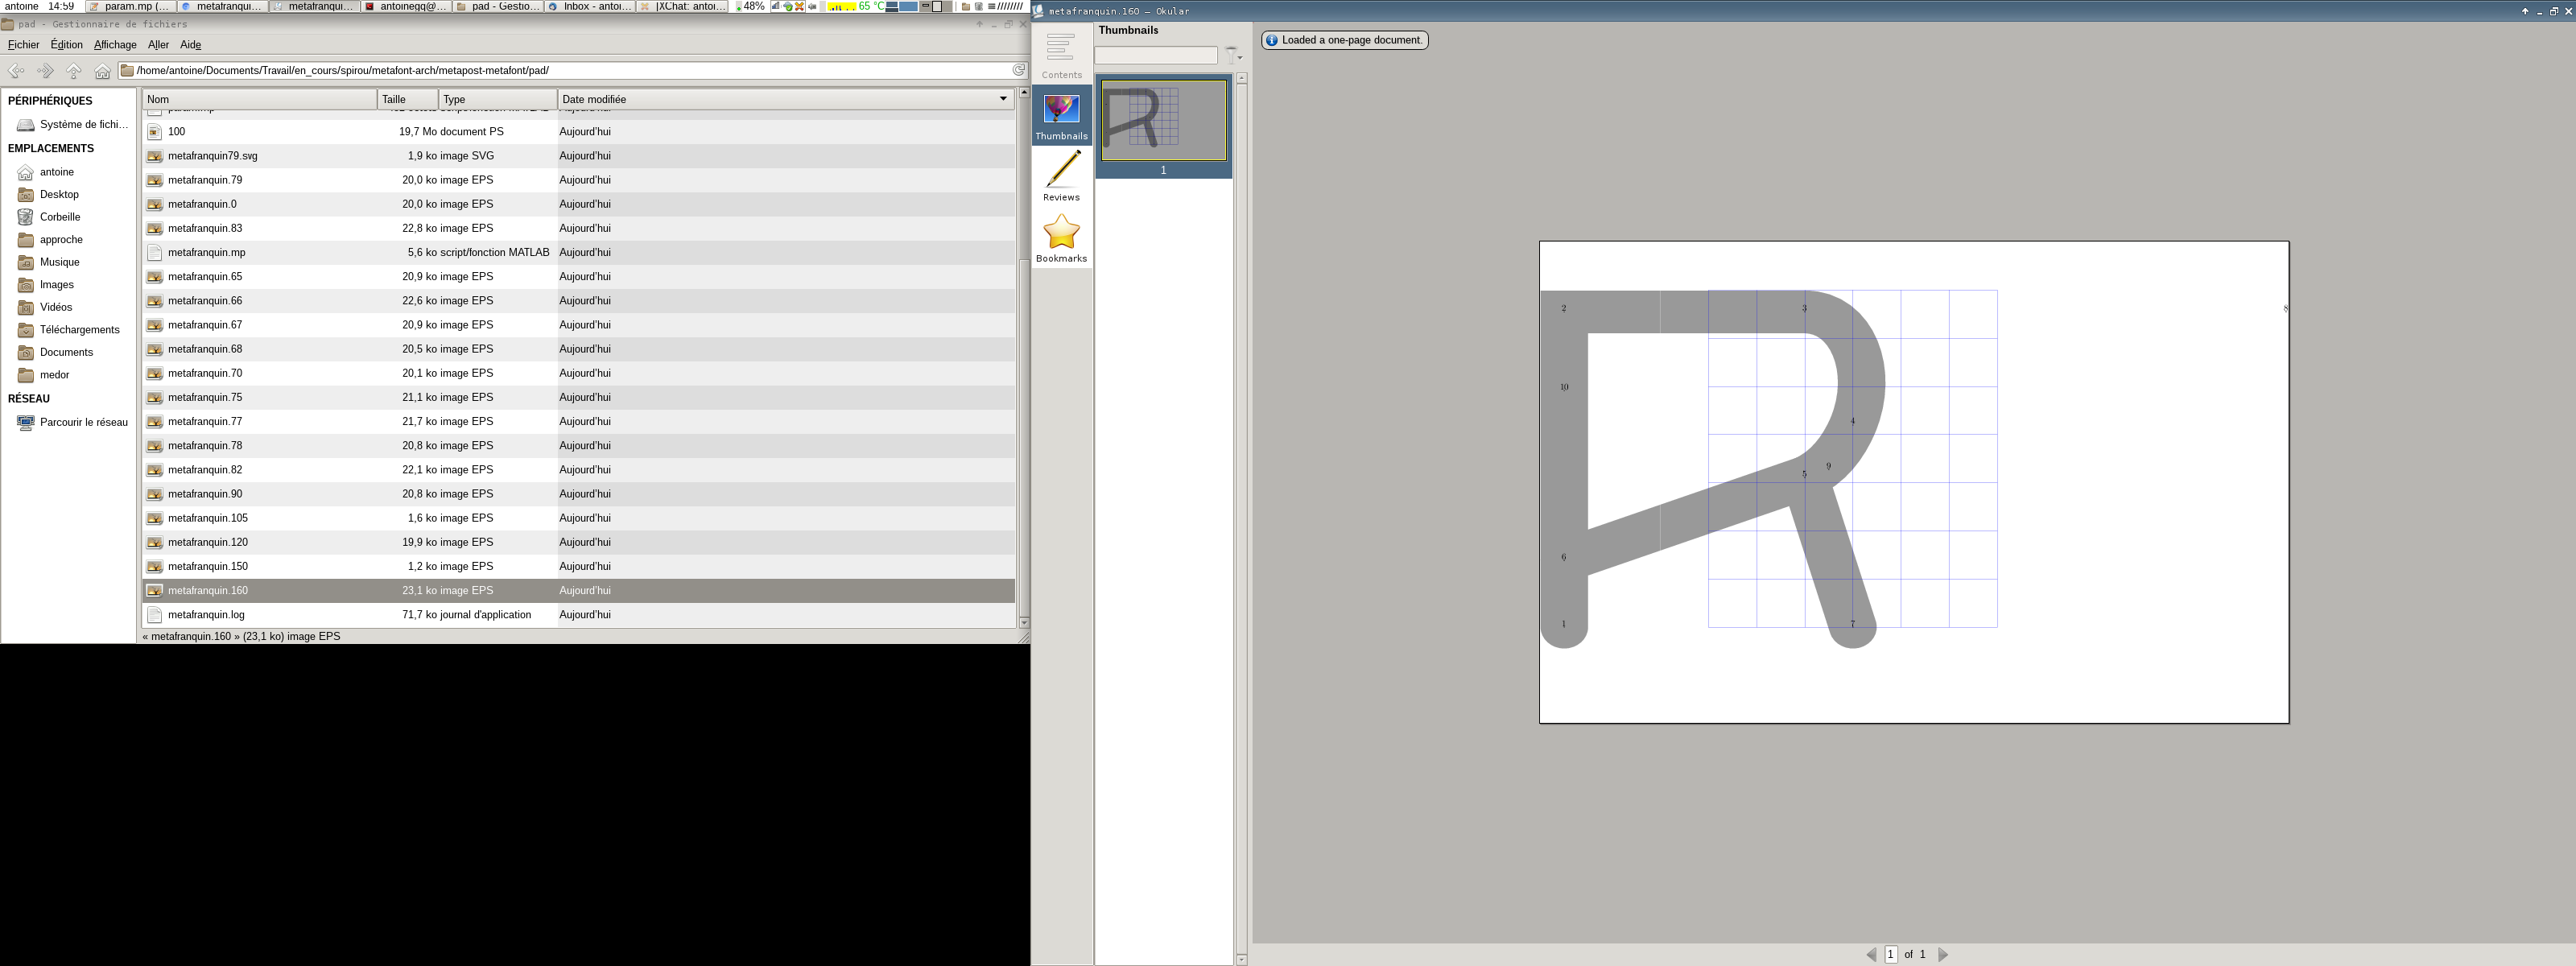 antoine 14:59 param.mp (... metafranqui... metafranqui... antoinegq@... pad - Gestio... Inbox - antoi... |XChat: antoi... 48% 65 °C
pad - Gestionnaire de fichiers
Fichier Édition Affichage Aller Aide
/home/antoine/Documents/Travail/en_cours/spirou/metafont-arch/metapost-metafont/pad/
PÉRIPHÉRIQUES
Système de fichi...
EMPLACEMENTS
antoine
Desktop
Corbeille
approche
Musique
Images
Vidéos
Téléchargements
Documents
medor
RÉSEAU
Parcourir le réseau
Nom Taille Type Date modifiée
100 19,7 Mo document PS Aujourd'hui
metafranquin79.svg 1,9 ko image SVG Aujourd'hui
metafranquin.79 20,0 ko image EPS Aujourd'hui
metafranquin.0 20,0 ko image EPS Aujourd'hui
metafranquin.83 22,8 ko image EPS Aujourd'hui
metafranquin.mp 5,6 ko script/fonction MATLAB Aujourd'hui
metafranquin.65 20,9 ko image EPS Aujourd'hui
metafranquin.66 22,6 ko image EPS Aujourd'hui
metafranquin.67 20,9 ko image EPS Aujourd'hui
metafranquin.68 20,5 ko image EPS Aujourd'hui
metafranquin.70 20,1 ko image EPS Aujourd'hui
metafranquin.75 21,1 ko image EPS Aujourd'hui
metafranquin.77 21,7 ko image EPS Aujourd'hui
metafranquin.78 20,8 ko image EPS Aujourd'hui
metafranquin.82 22,1 ko image EPS Aujourd'hui
metafranquin.90 20,8 ko image EPS Aujourd'hui
metafranquin.105 1,6 ko image EPS Aujourd'hui
metafranquin.120 19,9 ko image EPS Aujourd'hui
metafranquin.150 1,2 ko image EPS Aujourd'hui
metafranquin.160 23,1 ko image EPS Aujourd'hui
metafranquin.log 71,7 ko journal d'application Aujourd'hui
« metafranquin.160 » (23,1 ko) image EPS
metafranquin.160 – Okular
Contents
Thumbnails
Reviews
Bookmarks
Thumbnails
1
Loaded a one-page document.
2 3 8
10
4
9
5
6
1 7
1 of 1